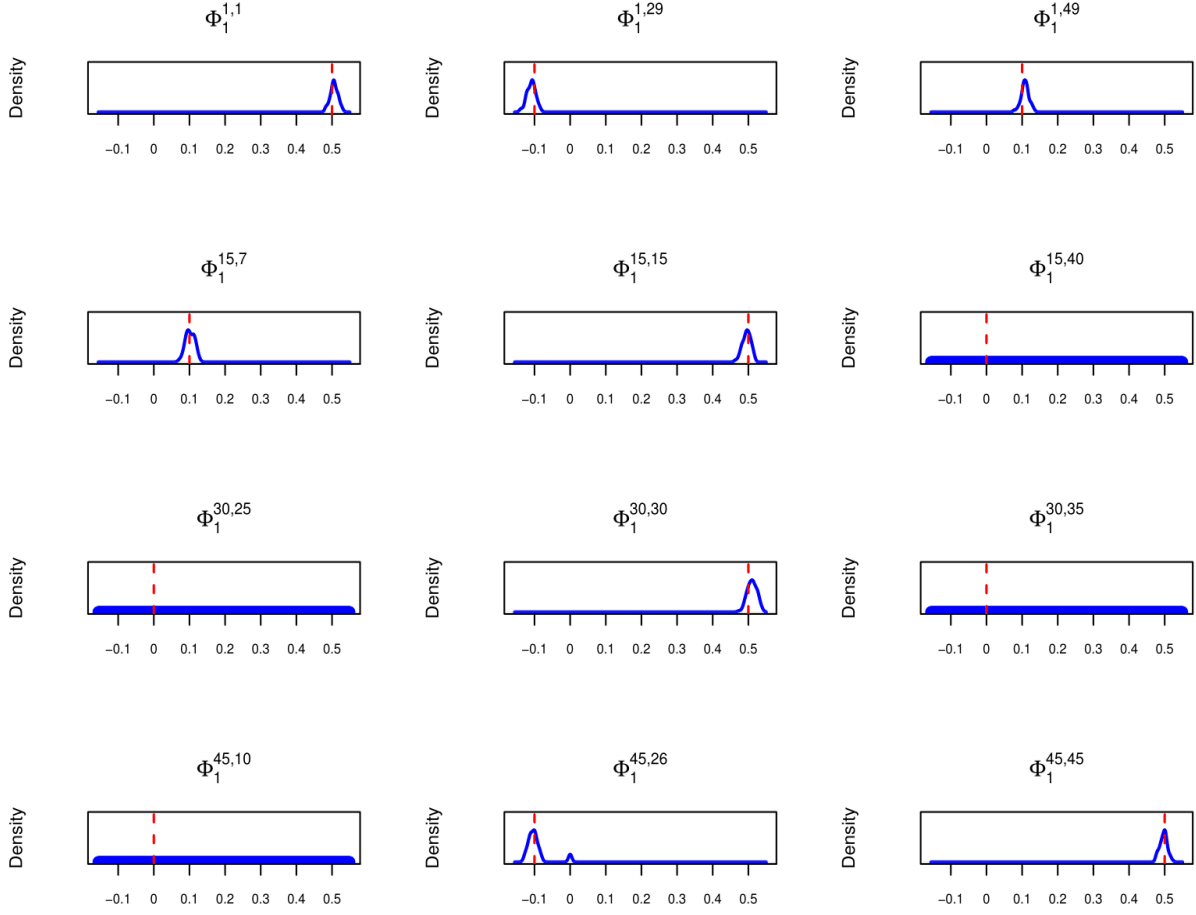 Φ₁^{1,1} Φ₁^{1,29} Φ₁^{1,49}
Density Density Density
−0.1 0 0.1 0.2 0.3 0.4 0.5 −0.1 0 0.1 0.2 0.3 0.4 0.5 −0.1 0 0.1 0.2 0.3 0.4 0.5
Φ₁^{15,7} Φ₁^{15,15} Φ₁^{15,40}
Density Density Density
−0.1 0 0.1 0.2 0.3 0.4 0.5 −0.1 0 0.1 0.2 0.3 0.4 0.5 −0.1 0 0.1 0.2 0.3 0.4 0.5
Φ₁^{30,25} Φ₁^{30,30} Φ₁^{30,35}
Density Density Density
−0.1 0 0.1 0.2 0.3 0.4 0.5 −0.1 0 0.1 0.2 0.3 0.4 0.5 −0.1 0 0.1 0.2 0.3 0.4 0.5
Φ₁^{45,10} Φ₁^{45,26} Φ₁^{45,45}
Density Density Density
−0.1 0 0.1 0.2 0.3 0.4 0.5 −0.1 0 0.1 0.2 0.3 0.4 0.5 −0.1 0 0.1 0.2 0.3 0.4 0.5